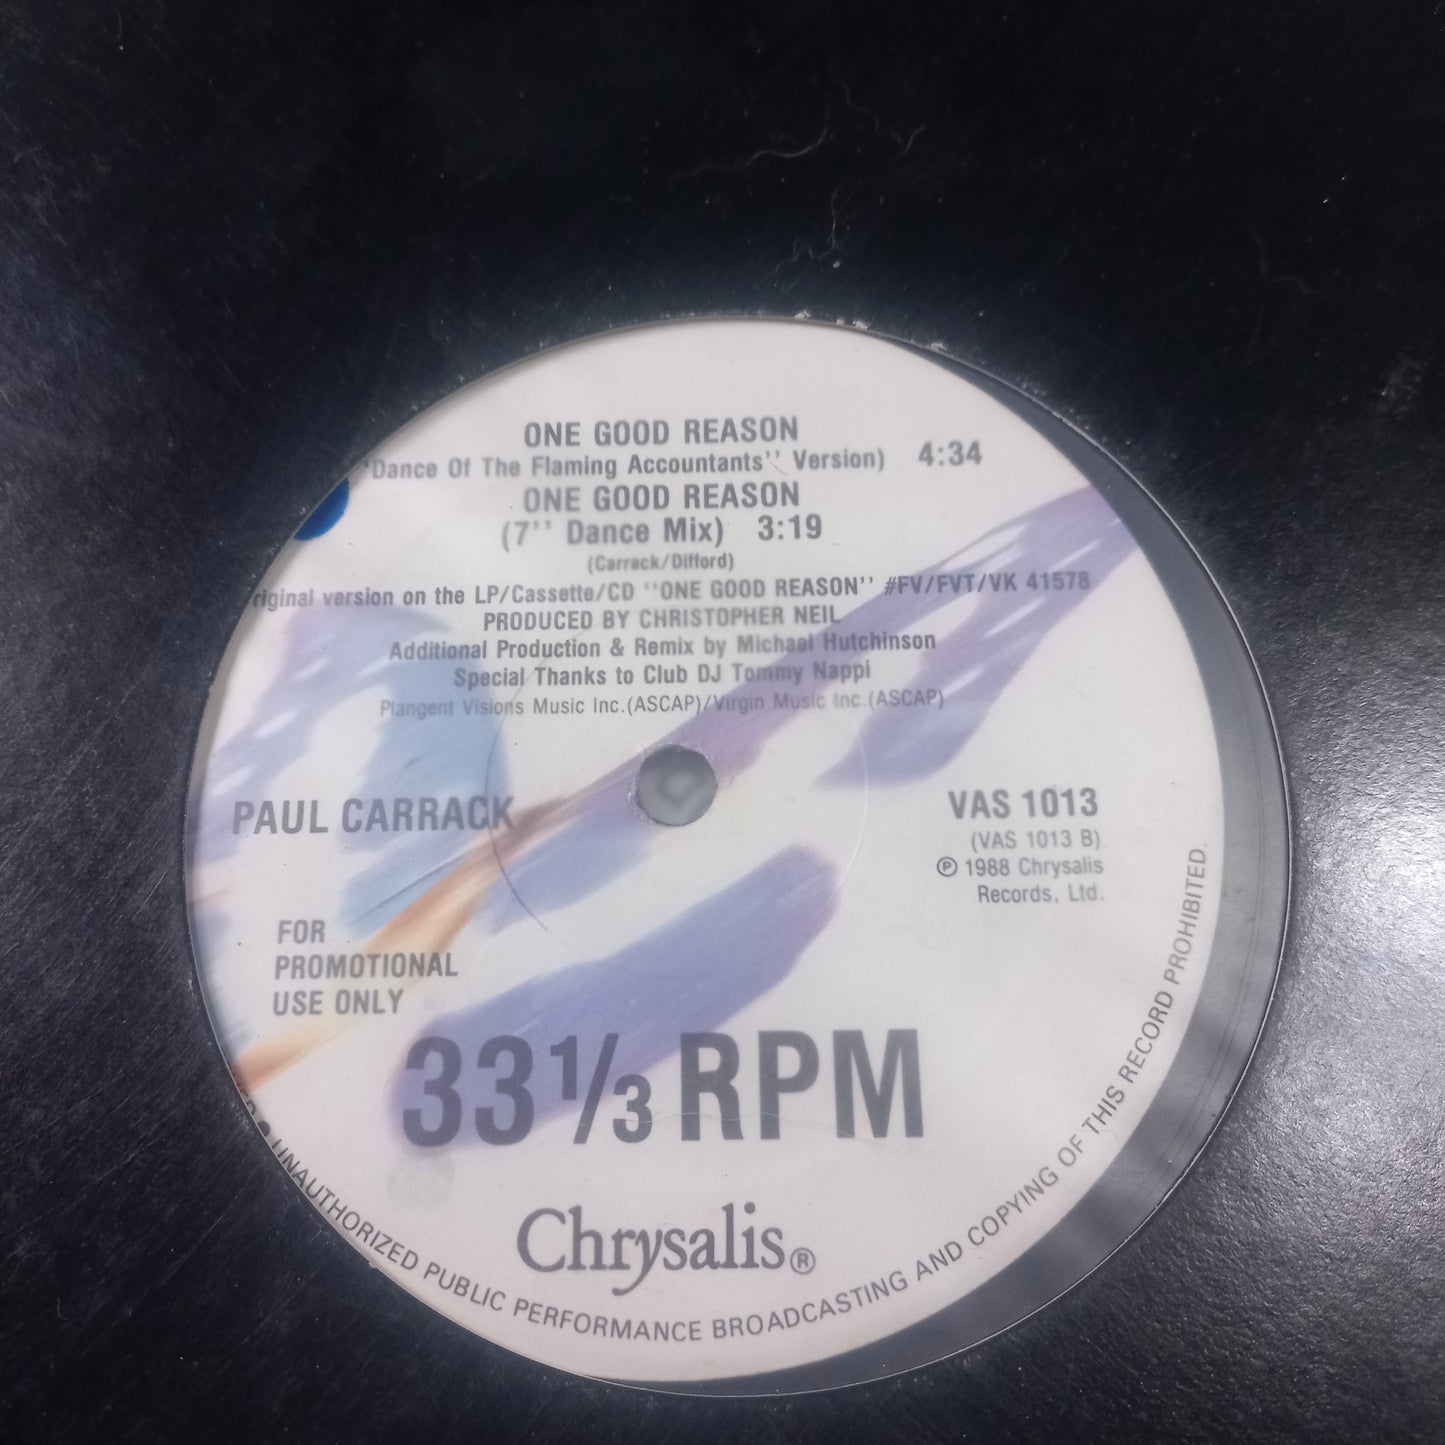 ONE GOOD REASON
'Dance Of The Flaming Accountants'' Version) 4:34
ONE GOOD REASON
(7'' Dance Mix) 3:19
(Carrack/Difford)
riginal version on the LP/Cassette/CD ''ONE GOOD REASON'' #FV/FVT/VK 41578
PRODUCED BY CHRISTOPHER NEIL
Additional Production & Remix by Michael Hutchinson
Special Thanks to Club DJ Tommy Nappi
Plangent Visions Music Inc.(ASCAP)/Virgin Music Inc.(ASCAP)
PAUL CARRACK
VAS 1013
(VAS 1013 B)
℗ 1988 Chrysalis
Records, Ltd.
FOR
PROMOTIONAL
USE ONLY
33 1/3 RPM
Chrysalis®
● UNAUTHORIZED PUBLIC PERFORMANCE BROADCASTING AND COPYING OF THIS RECORD PROHIBITED.